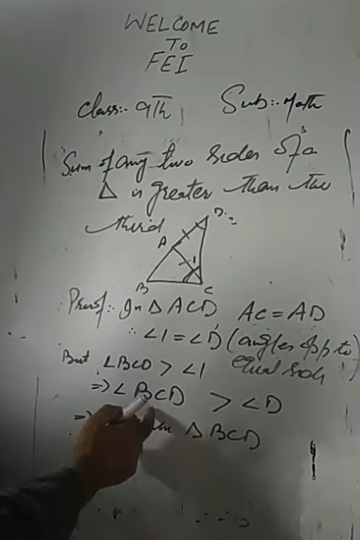 WELCOME
TO
FEI
Class:- 9th Sub:- Math
Sum of any two sides of a
Δ is greater than the
third
D
A
1
B C
Proof:- In Δ ACD AC = AD
∴ ∠1 = ∠D (angles opp to
equal side
But ∠BCD > ∠1
=> ∠BCD > ∠D
=> Δ BCD